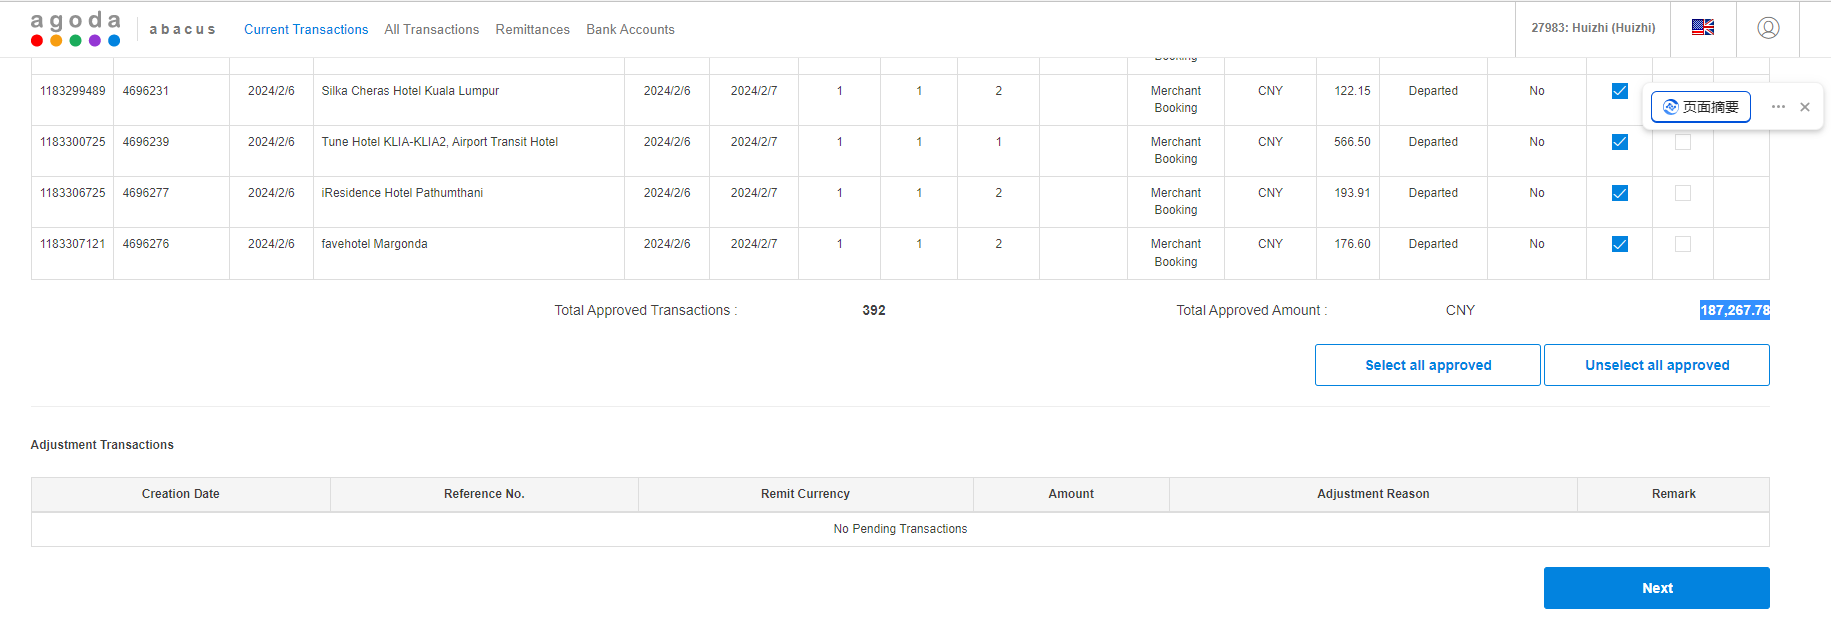 agoda abacus Current Transactions All Transactions Remittances Bank Accounts 27983: Huizhi (Huizhi)
Booking
1183299489 4696231 2024/2/6 Silka Cheras Hotel Kuala Lumpur 2024/2/6 2024/2/7 1 1 2 Merchant Booking CNY 122.15 Departed No
页面摘要
1183300725 4696239 2024/2/6 Tune Hotel KLIA-KLIA2, Airport Transit Hotel 2024/2/6 2024/2/7 1 1 1 Merchant Booking CNY 566.50 Departed No
1183306725 4696277 2024/2/6 iResidence Hotel Pathumthani 2024/2/6 2024/2/7 1 1 2 Merchant Booking CNY 193.91 Departed No
1183307121 4696276 2024/2/6 favehotel Margonda 2024/2/6 2024/2/7 1 1 2 Merchant Booking CNY 176.60 Departed No
Total Approved Transactions : 392 Total Approved Amount : CNY 187,267.78
Select all approved Unselect all approved
Adjustment Transactions
Creation Date Reference No. Remit Currency Amount Adjustment Reason Remark
No Pending Transactions
Next